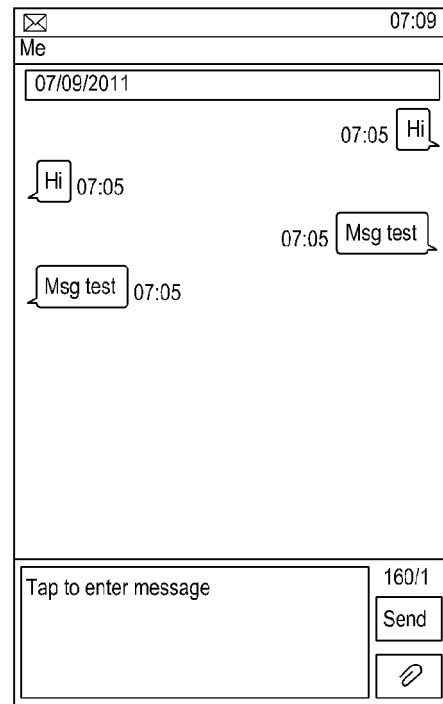 07:09
Me
07/09/2011
07:05 Hi
Hi 07:05
07:05 Msg test
Msg test 07:05
Tap to enter message
160/1
Send